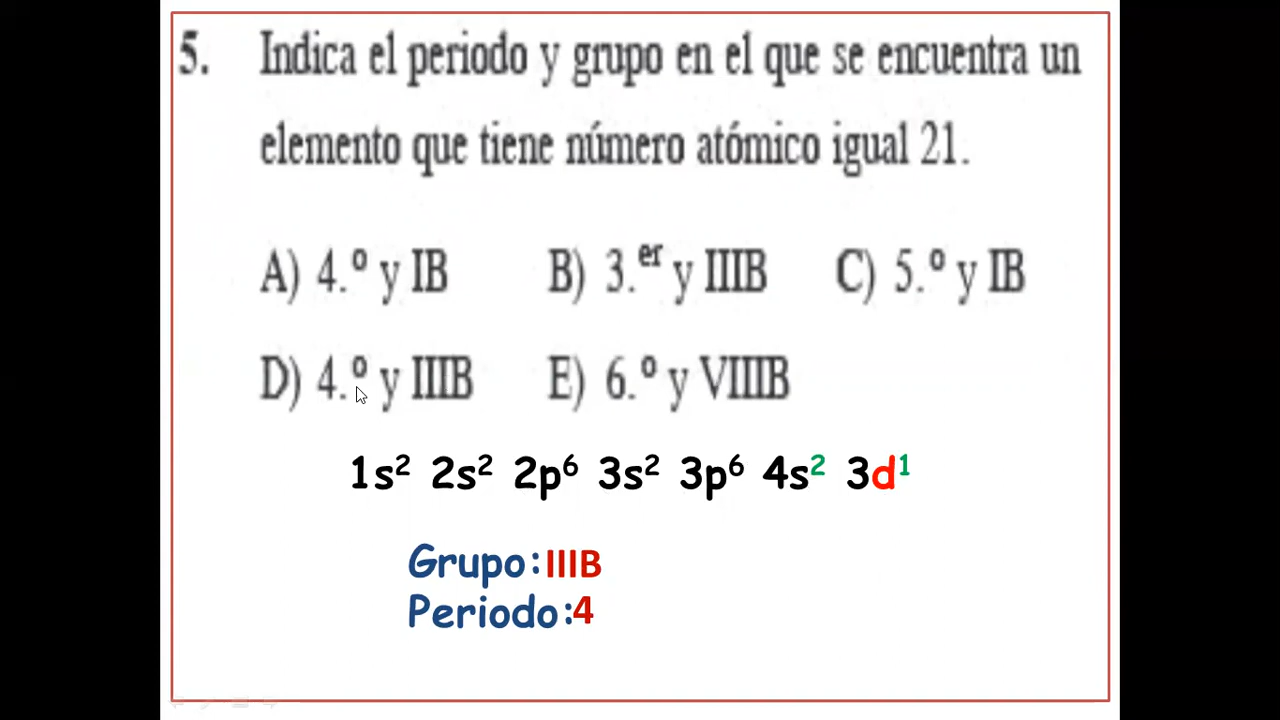 5. Indica el periodo y grupo en el que se encuentra un
elemento que tiene número atómico igual 21.
A) 4.º y IB B) 3.er y IIIB C) 5.º y IB
D) 4.º y IIIB E) 6.º y VIIIB
1s² 2s² 2p⁶ 3s² 3p⁶ 4s² 3d¹
Grupo: IIIB
Periodo: 4